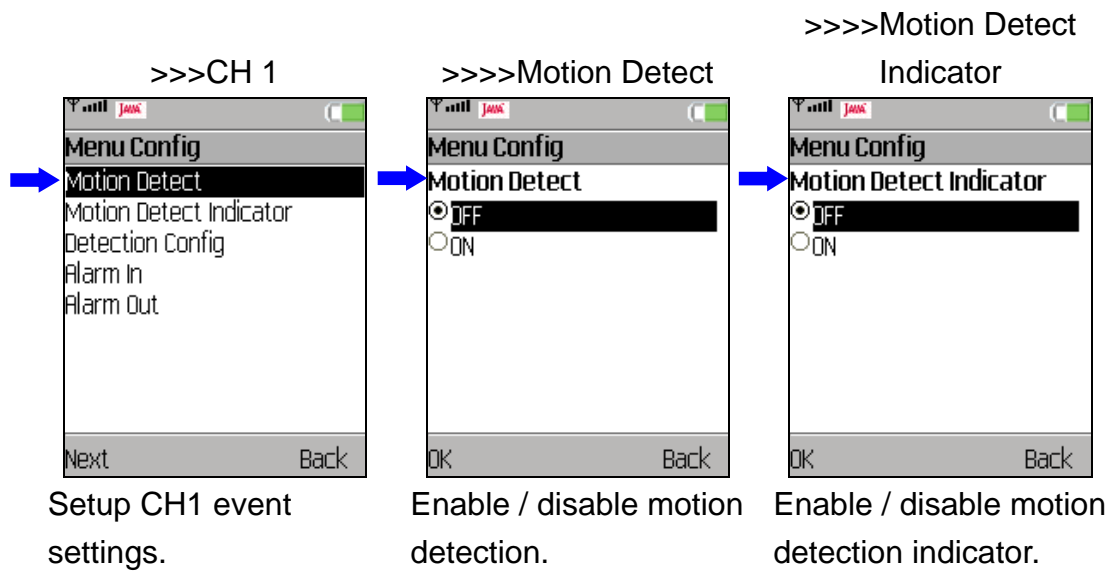 >>>CH 1
JAVA
Menu Config
Motion Detect
Motion Detect Indicator
Detection Config
Alarm In
Alarm Out
Next Back
Setup CH1 event
settings.
>>>>Motion Detect
JAVA
Menu Config
Motion Detect
OFF
ON
OK Back
Enable / disable motion
detection.
>>>>Motion Detect
Indicator
JAVA
Menu Config
Motion Detect Indicator
OFF
ON
OK Back
Enable / disable motion
detection indicator.